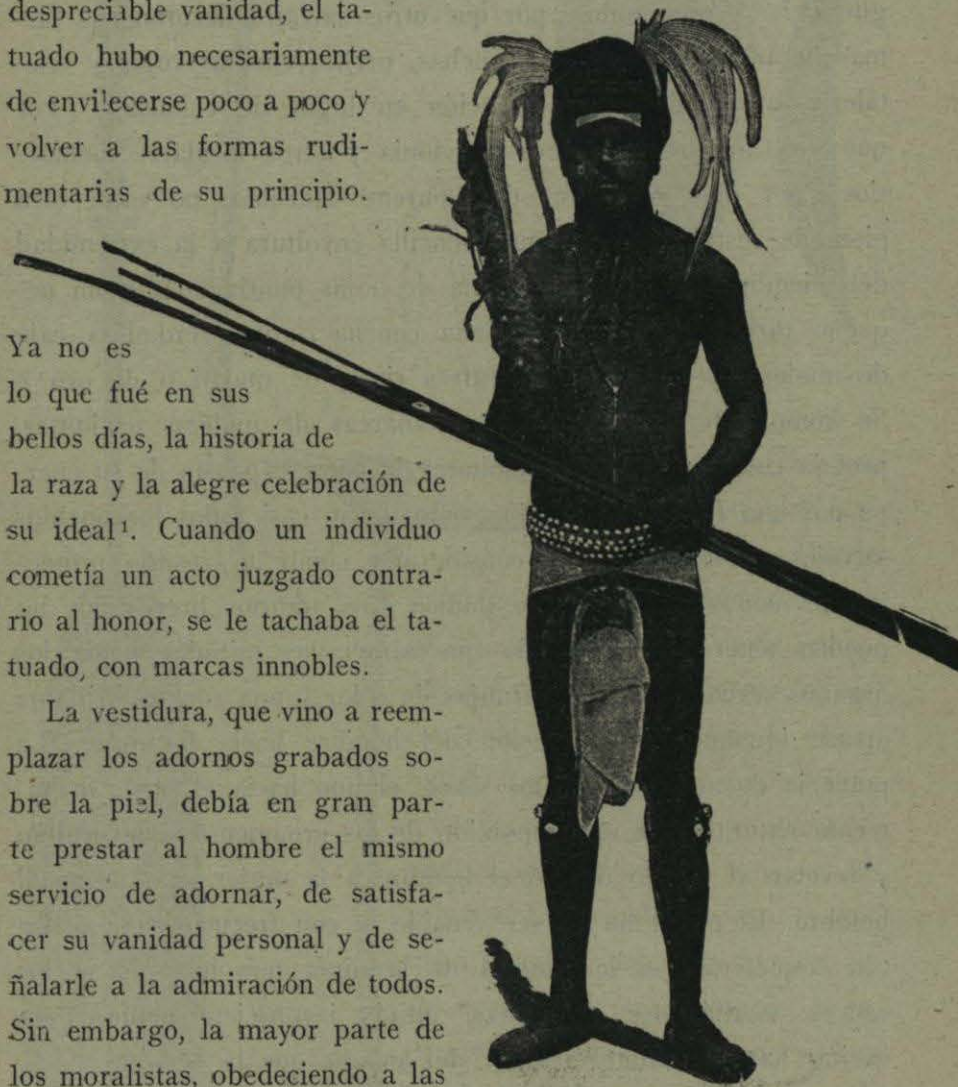 despreciable vanidad, el ta-
tuado hubo necesariamente
de envilecerse poco a poco y
volver a las formas rudi-
mentarias de su principio.
Ya no es
lo que fué en sus
bellos días, la historia de
la raza y la alegre celebración de
su ideal¹. Cuando un individuo
cometía un acto juzgado contra-
rio al honor, se le tachaba el ta-
tuado, con marcas innobles.
La vestidura, que vino a reem-
plazar los adornos grabados so-
bre la piel, debía en gran par-
te prestar al hombre el mismo
servicio de adornar, de satisfa-
cer su vanidad personal y de se-
ñalarle a la admiración de todos.
Sin embargo, la mayor parte de
los moralistas, obedeciendo a las